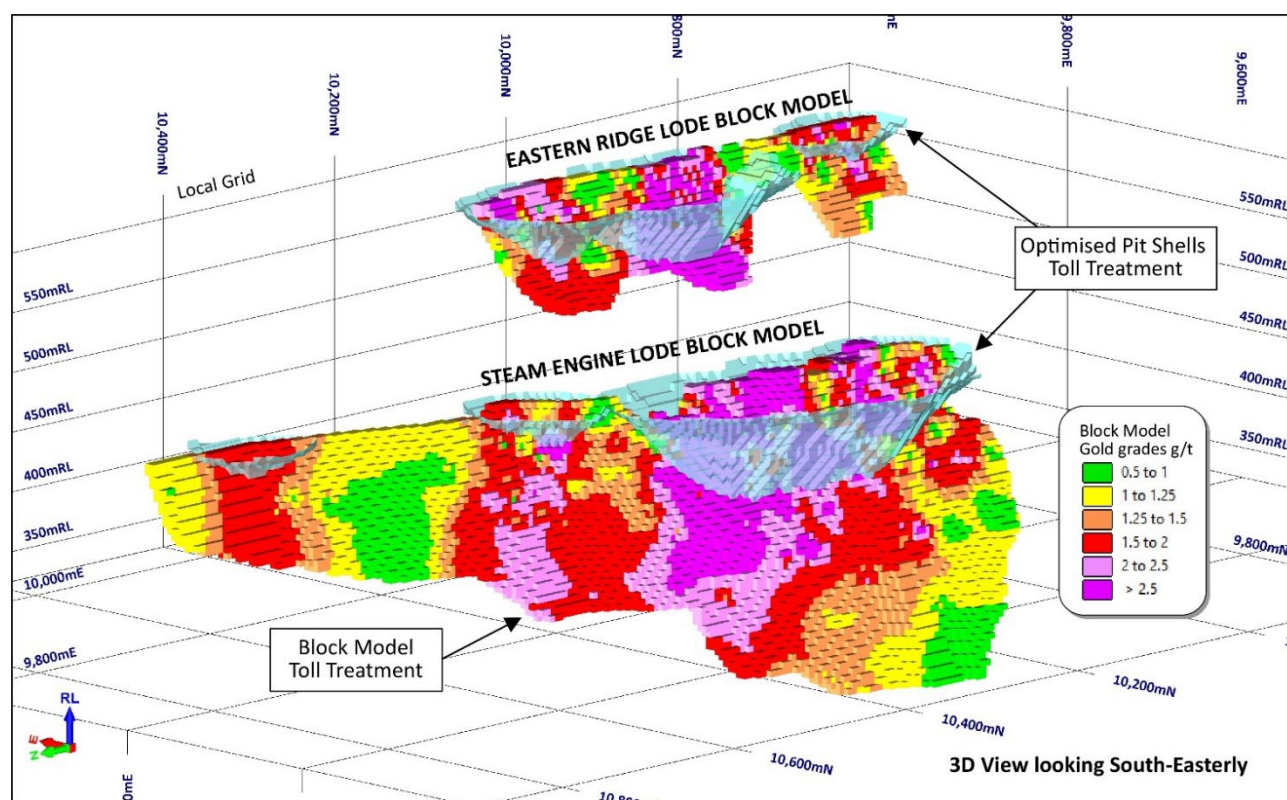 10,400mN
10,200mN
10,000mN
800mN
mE
9,800mE
9,600mE
Local Grid
EASTERN RIDGE LODE BLOCK MODEL
550mRL
500mRL
450mRL
400mRL
350mRL
550mRL
500mRL
450mRL
400mRL
350mRL
Optimised Pit Shells
Toll Treatment
STEAM ENGINE LODE BLOCK MODEL
Block Model
Gold grades g/t
0.5 to 1
1 to 1.25
1.25 to 1.5
1.5 to 2
2 to 2.5
> 2.5
10,000mE
9,800mE
9,800mN
10,200mN
10,400mN
10,600mN
Block Model
Toll Treatment
RL
E
N
0mE
3D View looking South-Easterly